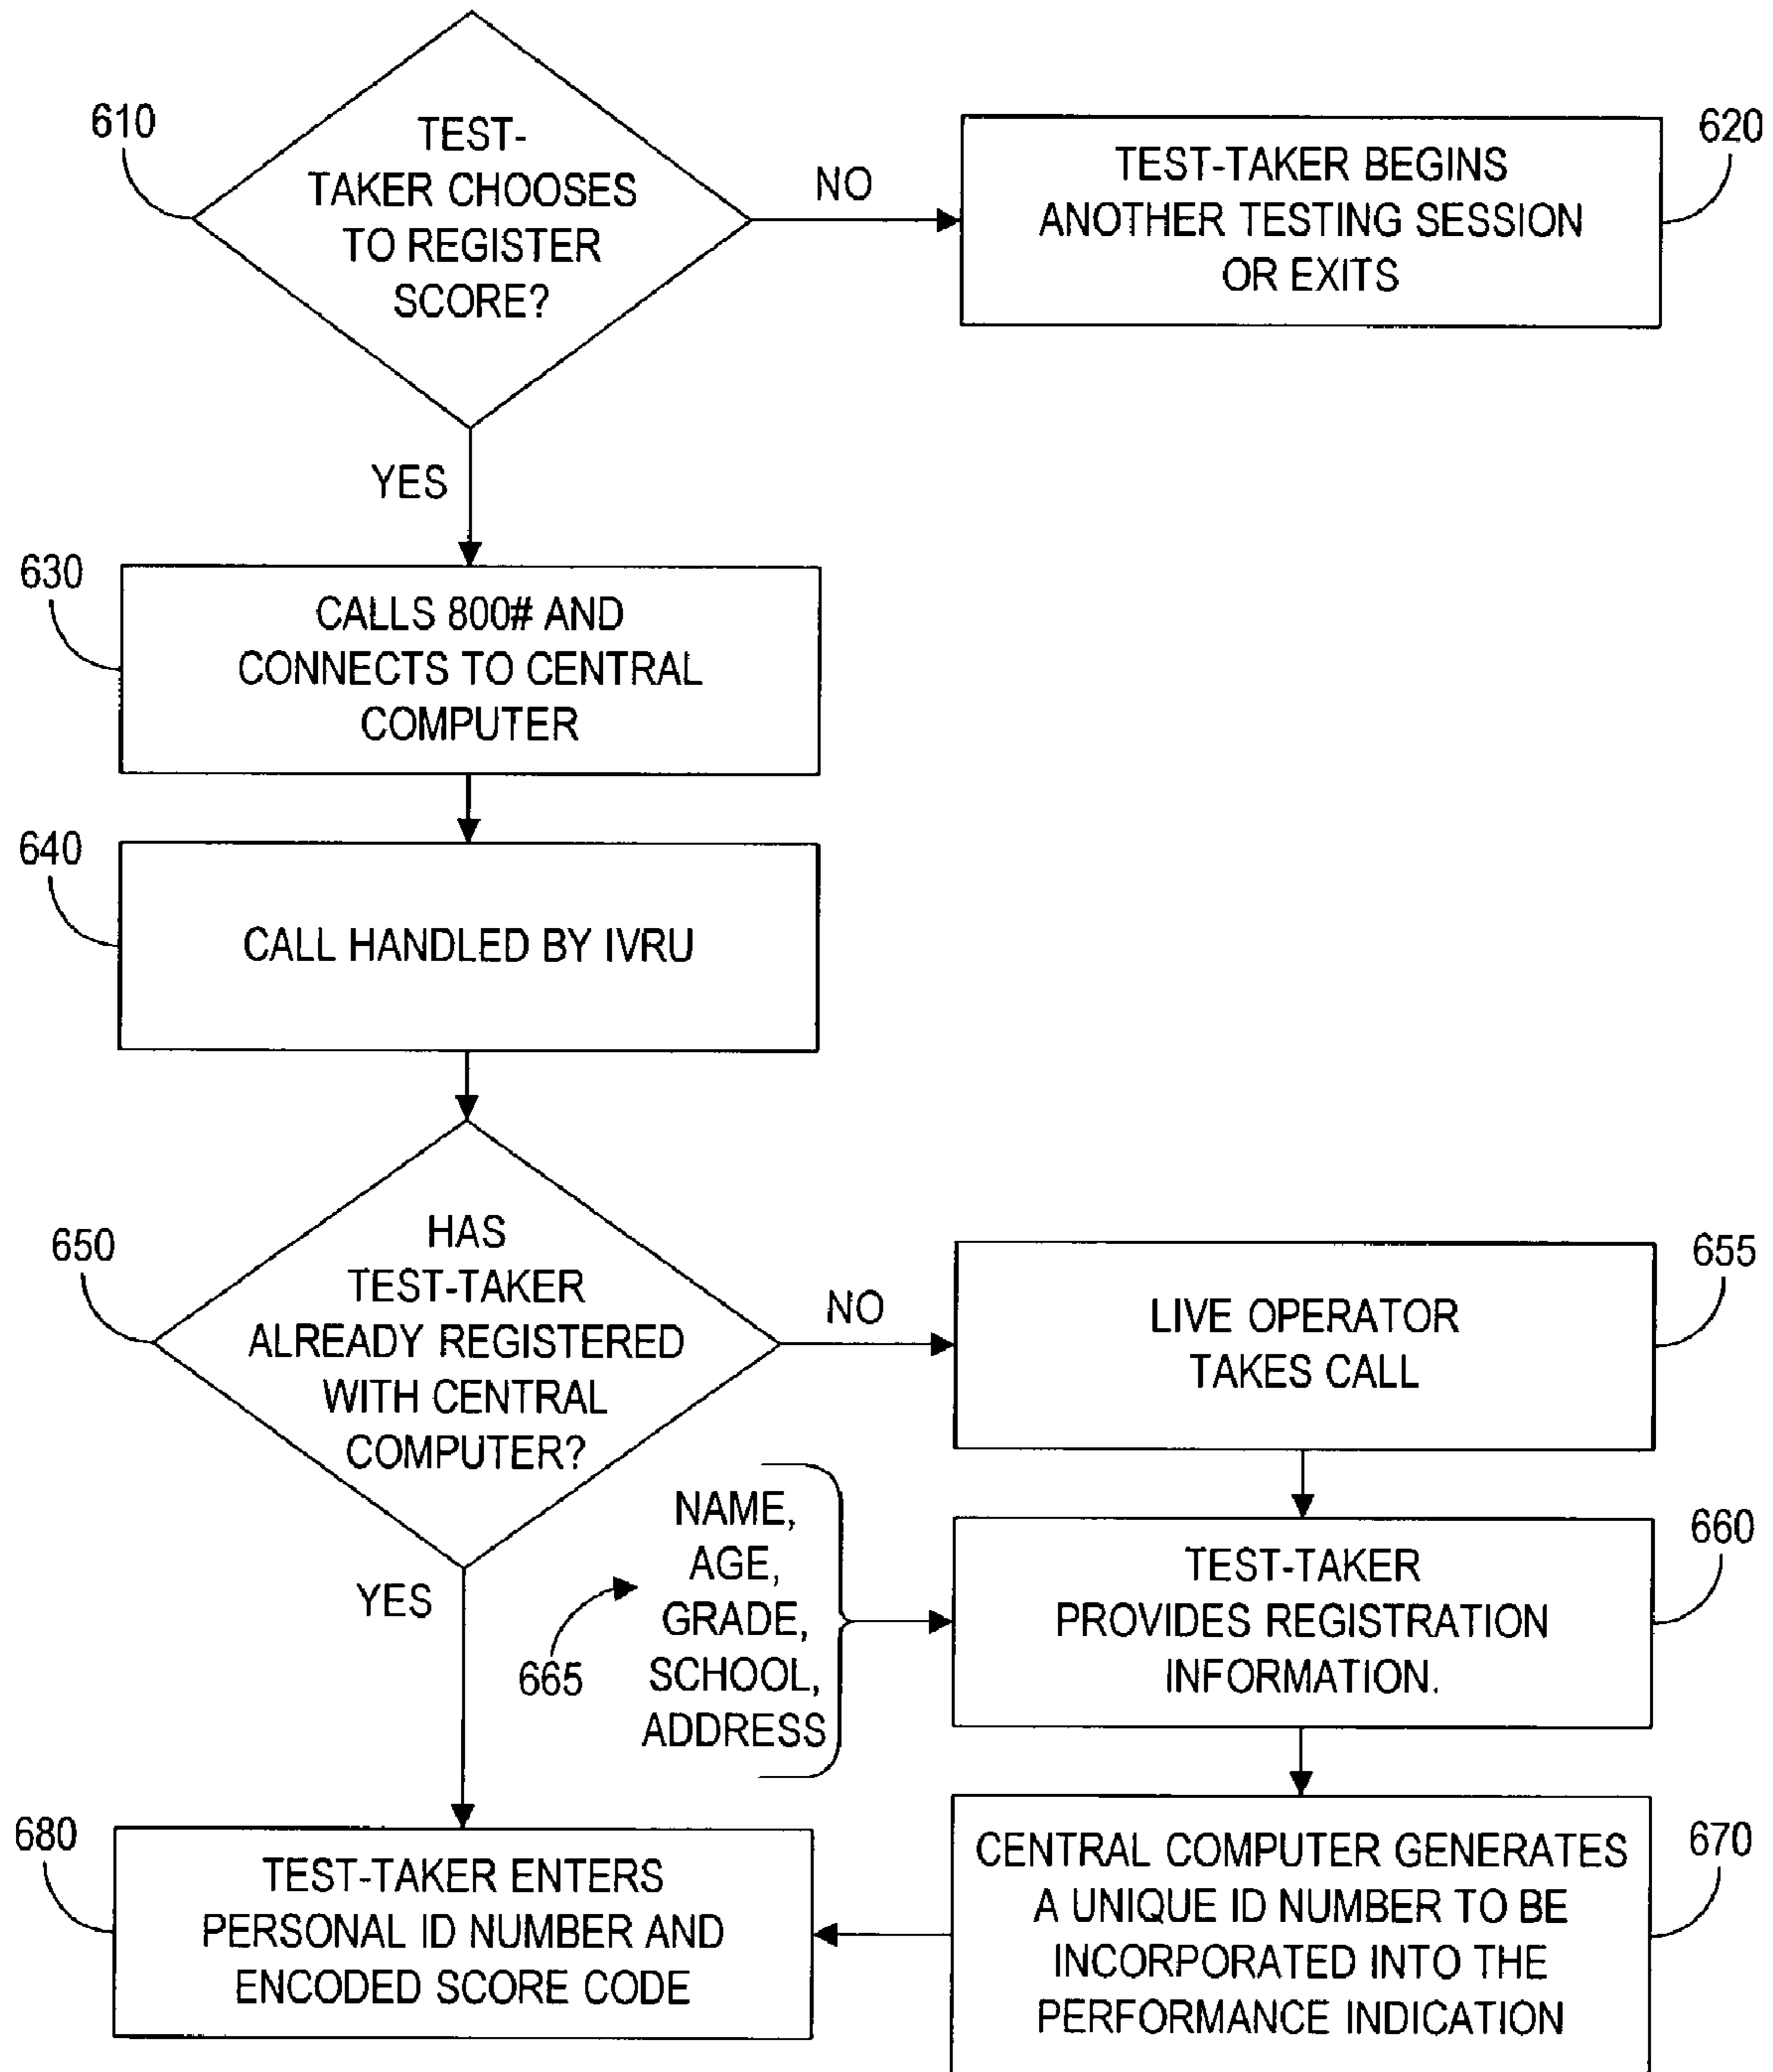 610
TEST-
TAKER CHOOSES
TO REGISTER
SCORE?
NO
TEST-TAKER BEGINS
ANOTHER TESTING SESSION
OR EXITS
620
YES
630
CALLS 800# AND
CONNECTS TO CENTRAL
COMPUTER
640
CALL HANDLED BY IVRU
650
HAS
TEST-TAKER
ALREADY REGISTERED
WITH CENTRAL
COMPUTER?
NO
LIVE OPERATOR
TAKES CALL
655
YES
665
NAME,
AGE,
GRADE,
SCHOOL,
ADDRESS
TEST-TAKER
PROVIDES REGISTRATION
INFORMATION.
660
680
TEST-TAKER ENTERS
PERSONAL ID NUMBER AND
ENCODED SCORE CODE
CENTRAL COMPUTER GENERATES
A UNIQUE ID NUMBER TO BE
INCORPORATED INTO THE
PERFORMANCE INDICATION
670